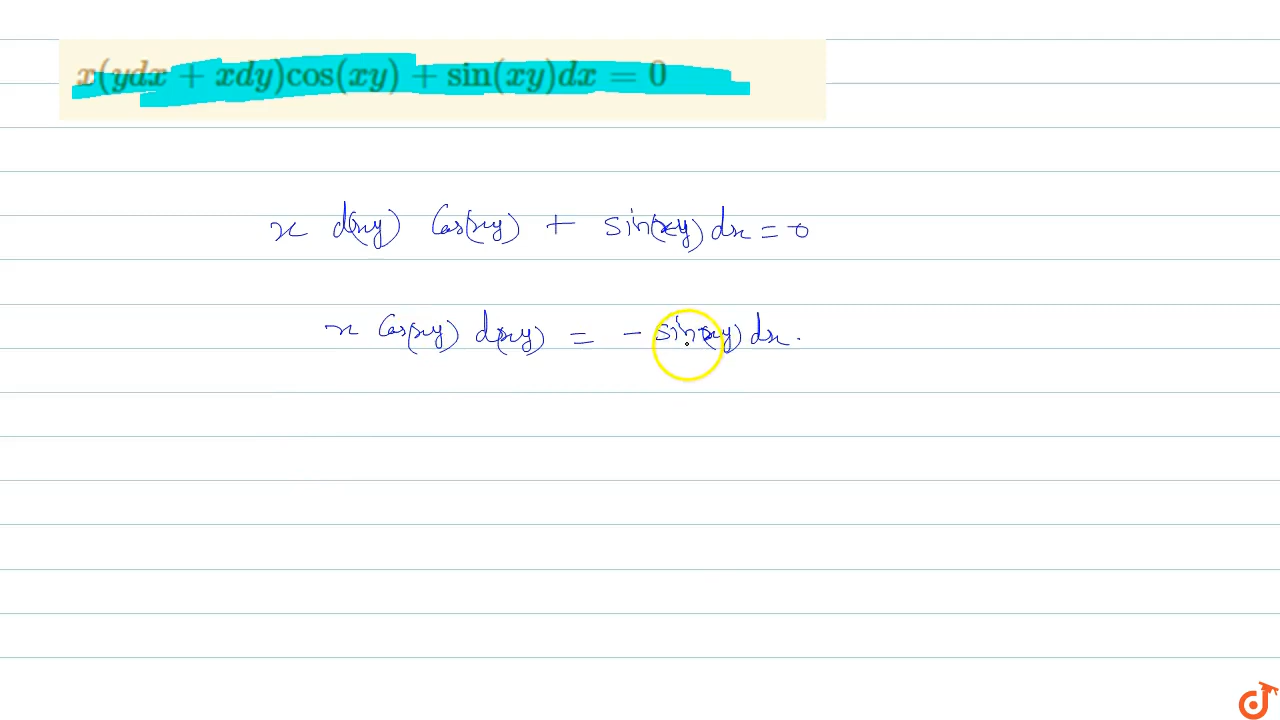 x(ydx + xdy)cos(xy) + sin(xy)dx = 0
x d(xy) Cos(xy) + sin(xy) dx = 0
x Cos(xy) d(xy) = - sin(xy) dx.